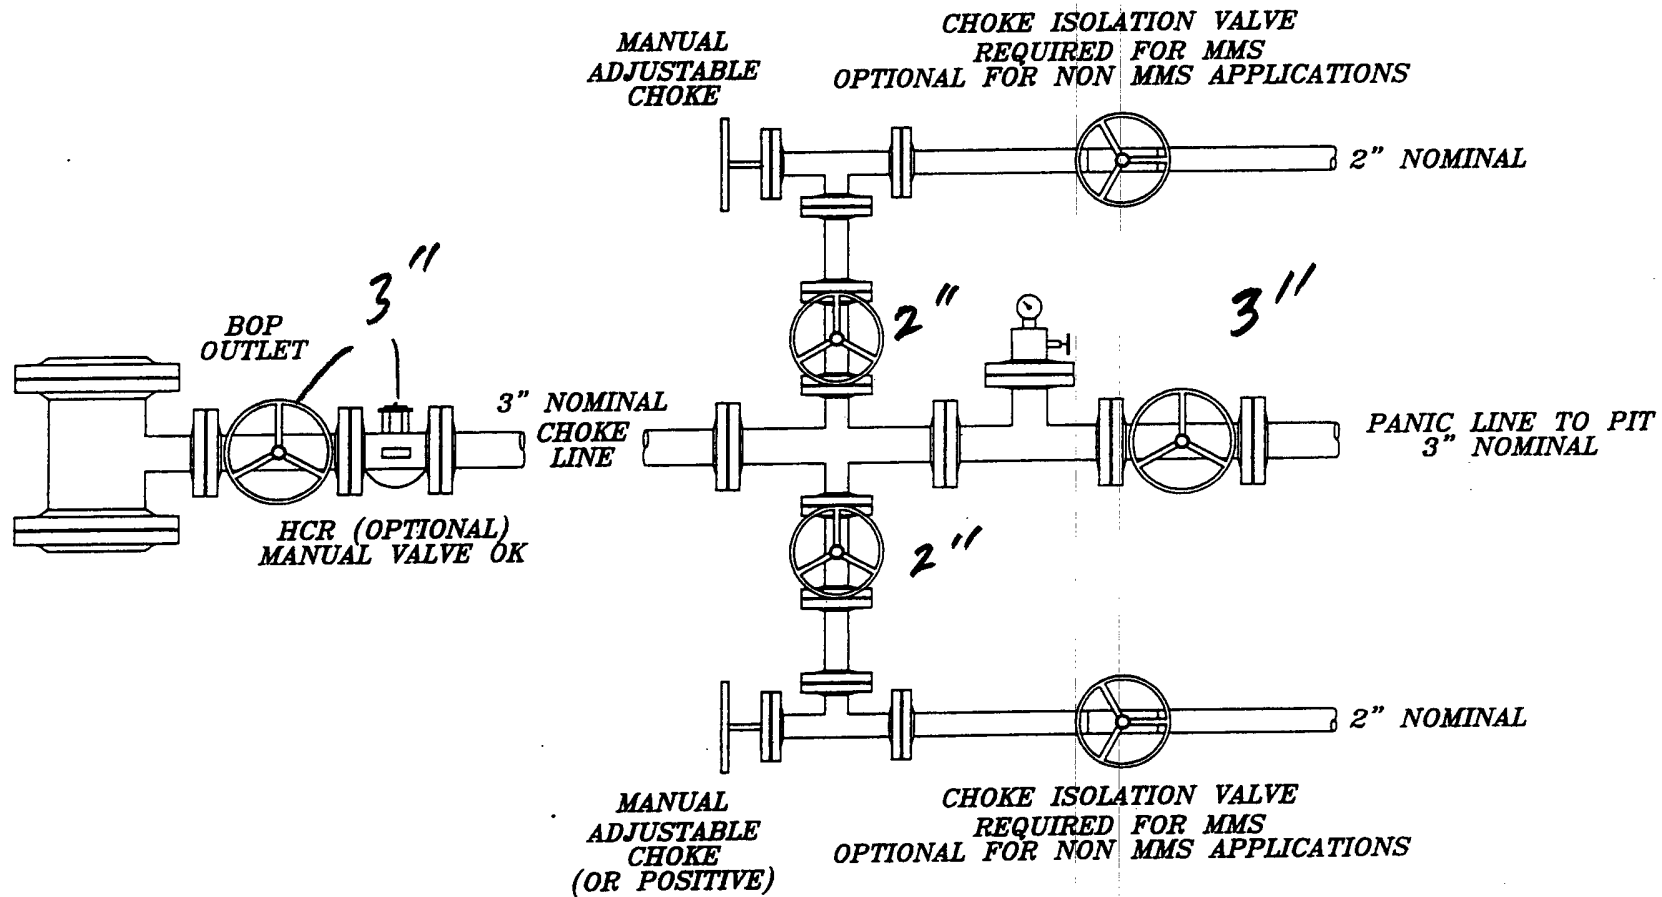 MANUAL
ADJUSTABLE
CHOKE
CHOKE ISOLATION VALVE
REQUIRED FOR MMS
OPTIONAL FOR NON MMS APPLICATIONS
2" NOMINAL
3"
BOP
OUTLET
2"
3"
3" NOMINAL
CHOKE
LINE
PANIC LINE TO PIT
3" NOMINAL
HCR (OPTIONAL)
MANUAL VALVE OK
2"
2" NOMINAL
MANUAL
ADJUSTABLE
CHOKE
(OR POSITIVE)
CHOKE ISOLATION VALVE
REQUIRED FOR MMS
OPTIONAL FOR NON MMS APPLICATIONS